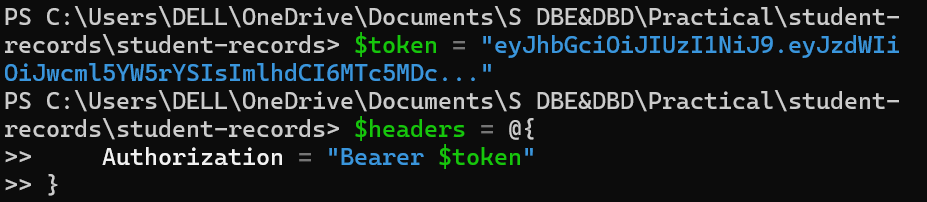 PS C:\Users\DELL\OneDrive\Documents\S DBE&DBD\Practical\student-
records\student-records> $token = "eyJhbGciOiJIUzI1NiJ9.eyJzdWIi
OiJwcml5YW5rYSIsImlhdCI6MTc5MDc..."
PS C:\Users\DELL\OneDrive\Documents\S DBE&DBD\Practical\student-
records\student-records> $headers = @{
>>     Authorization = "Bearer $token"
>> }